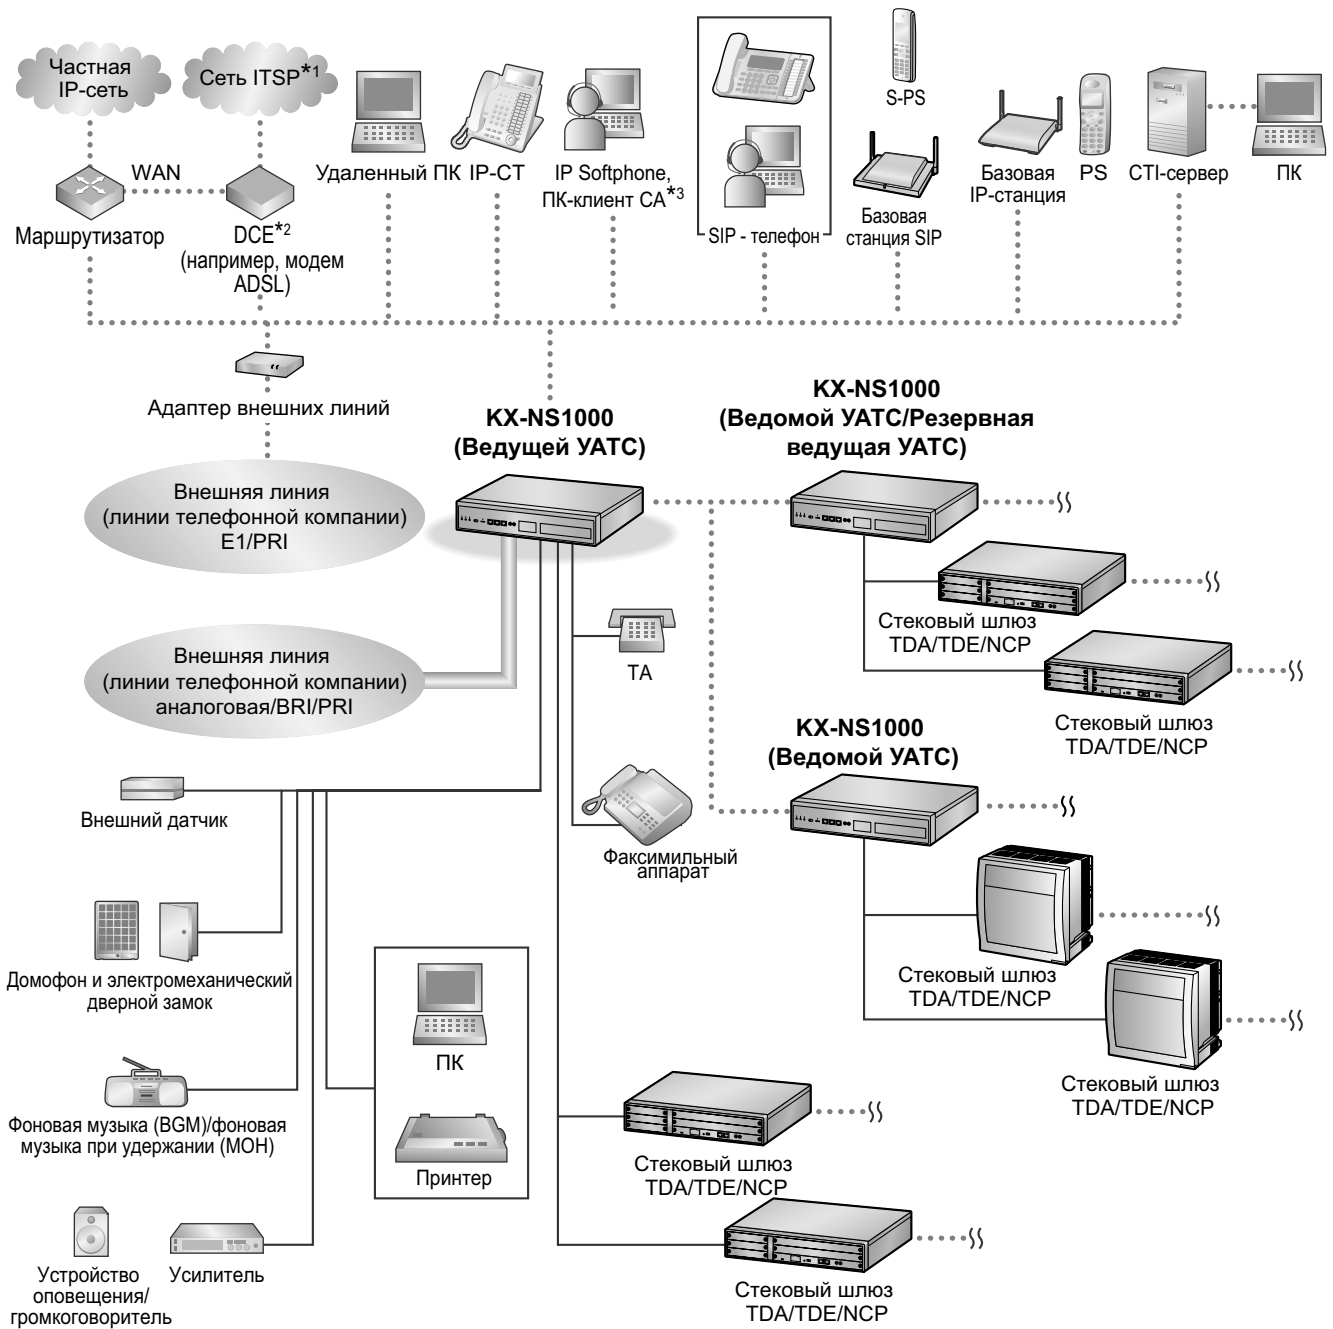 Частная
IP-сеть
Сеть ITSP*1
WAN
Маршрутизатор
DCE*2
(например, модем
ADSL)
Удаленный ПК
IP-CT
IP Softphone,
ПК-клиент CA*3
SIP - телефон
S-PS
Базовая
станция SIP
Базовая
IP-станция
PS
CTI-сервер
ПК
Адаптер внешних линий
KX-NS1000
(Ведущей УАТС)
KX-NS1000
(Ведомой УАТС/Резервная
ведущая УАТС)
Внешняя линия
(линии телефонной компании)
E1/PRI
Стековый шлюз
TDA/TDE/NCP
ТА
Внешняя линия
(линии телефонной компании)
аналоговая/BRI/PRI
Стековый шлюз
TDA/TDE/NCP
KX-NS1000
(Ведомой УАТС)
Внешний датчик
Факсимильный
аппарат
Домофон и электромеханический
дверной замок
Стековый шлюз
TDA/TDE/NCP
ПК
Стековый шлюз
TDA/TDE/NCP
Фоновая музыка (BGM)/фоновая
музыка при удержании (MOH)
Принтер
Стековый шлюз
TDA/TDE/NCP
Устройство
оповещения/
громкоговоритель
Усилитель
Стековый шлюз
TDA/TDE/NCP